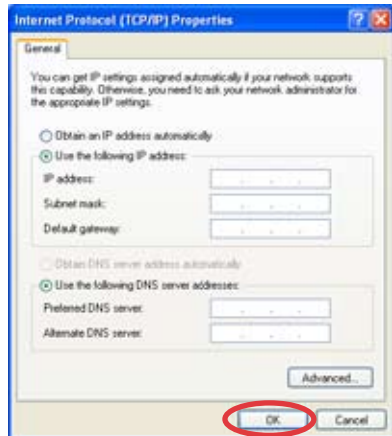 Internet Protocol (TCP/IP) Properties
General
You can get IP settings assigned automatically if your network supports
this capability. Otherwise, you need to ask your network administrator for
the appropriate IP settings.
Obtain an IP address automatically
Use the following IP address:
IP address:
Subnet mask:
Default gateway:
Obtain DNS server address automatically
Use the following DNS server addresses:
Preferred DNS server:
Alternate DNS server:
Advanced...
OK Cancel